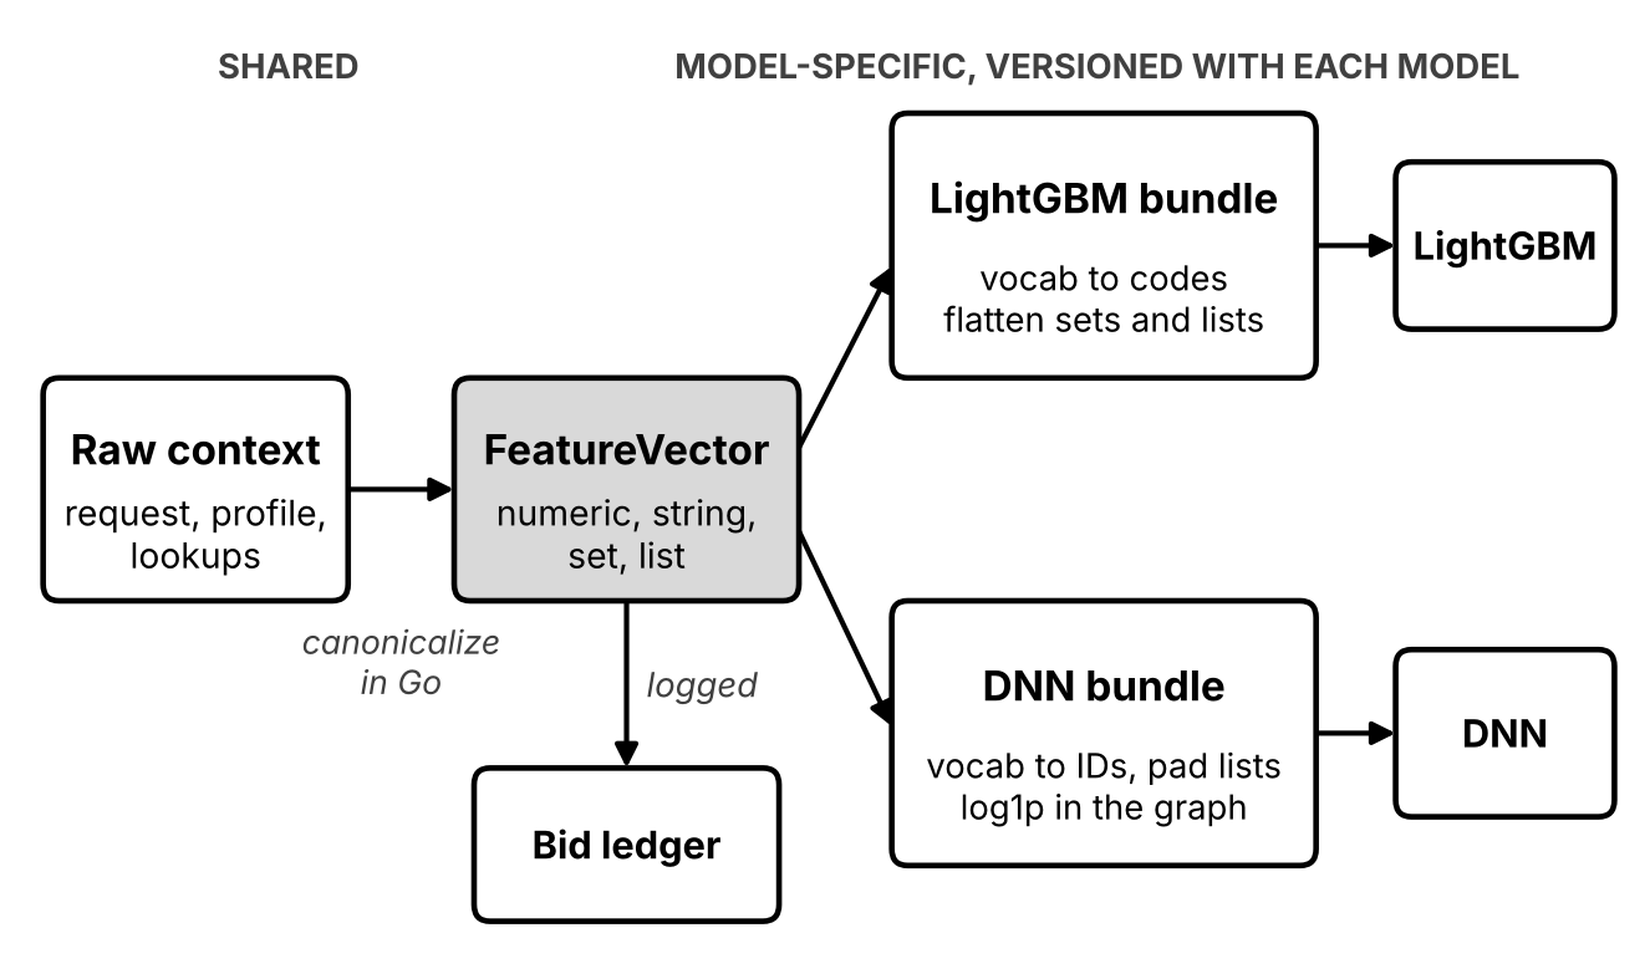 SHARED
MODEL-SPECIFIC, VERSIONED WITH EACH MODEL
Raw context
request, profile,
lookups
canonicalize
in Go
FeatureVector
numeric, string,
set, list
logged
Bid ledger
LightGBM bundle
vocab to codes
flatten sets and lists
LightGBM
DNN bundle
vocab to IDs, pad lists
log1p in the graph
DNN